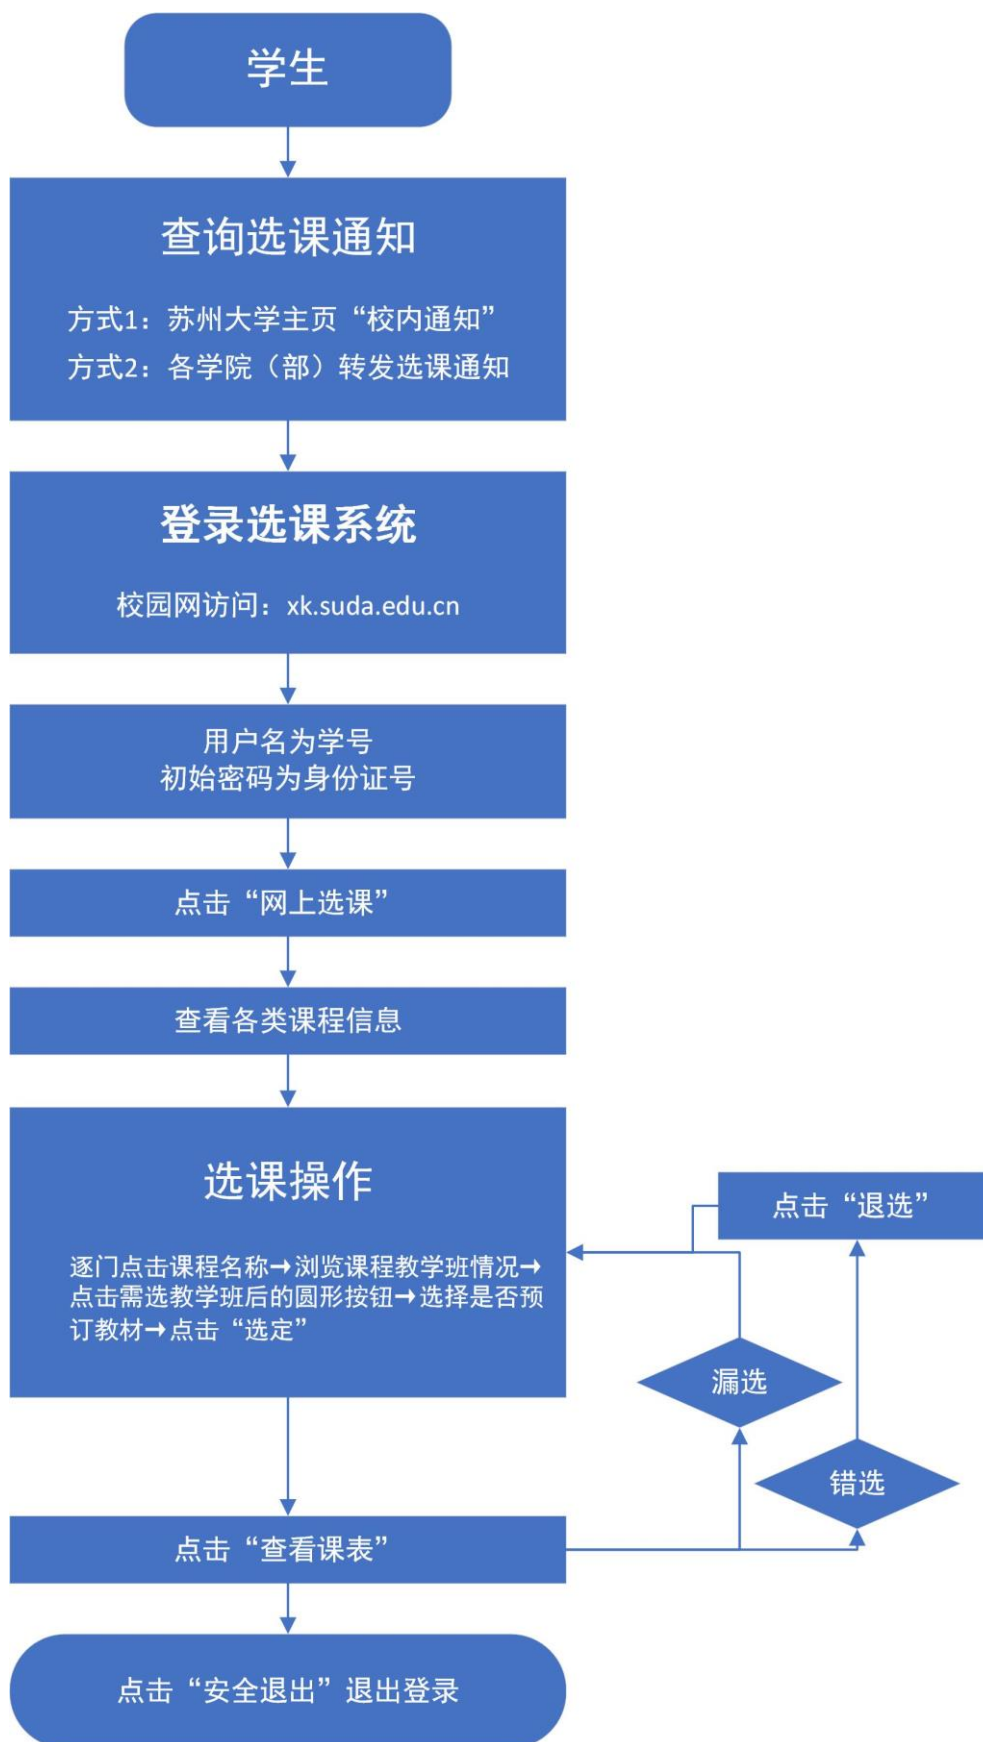 学生
查询选课通知
方式1：苏州大学主页“校内通知”
方式2：各学院（部）转发选课通知
登录选课系统
校园网访问：xk.suda.edu.cn
用户名为学号
初始密码为身份证号
点击“网上选课”
查看各类课程信息
选课操作
逐门点击课程名称→浏览课程教学班情况→
点击需选教学班后的圆形按钮→选择是否预
订教材→点击“选定”
点击“退选”
漏选
错选
点击“查看课表”
点击“安全退出”退出登录